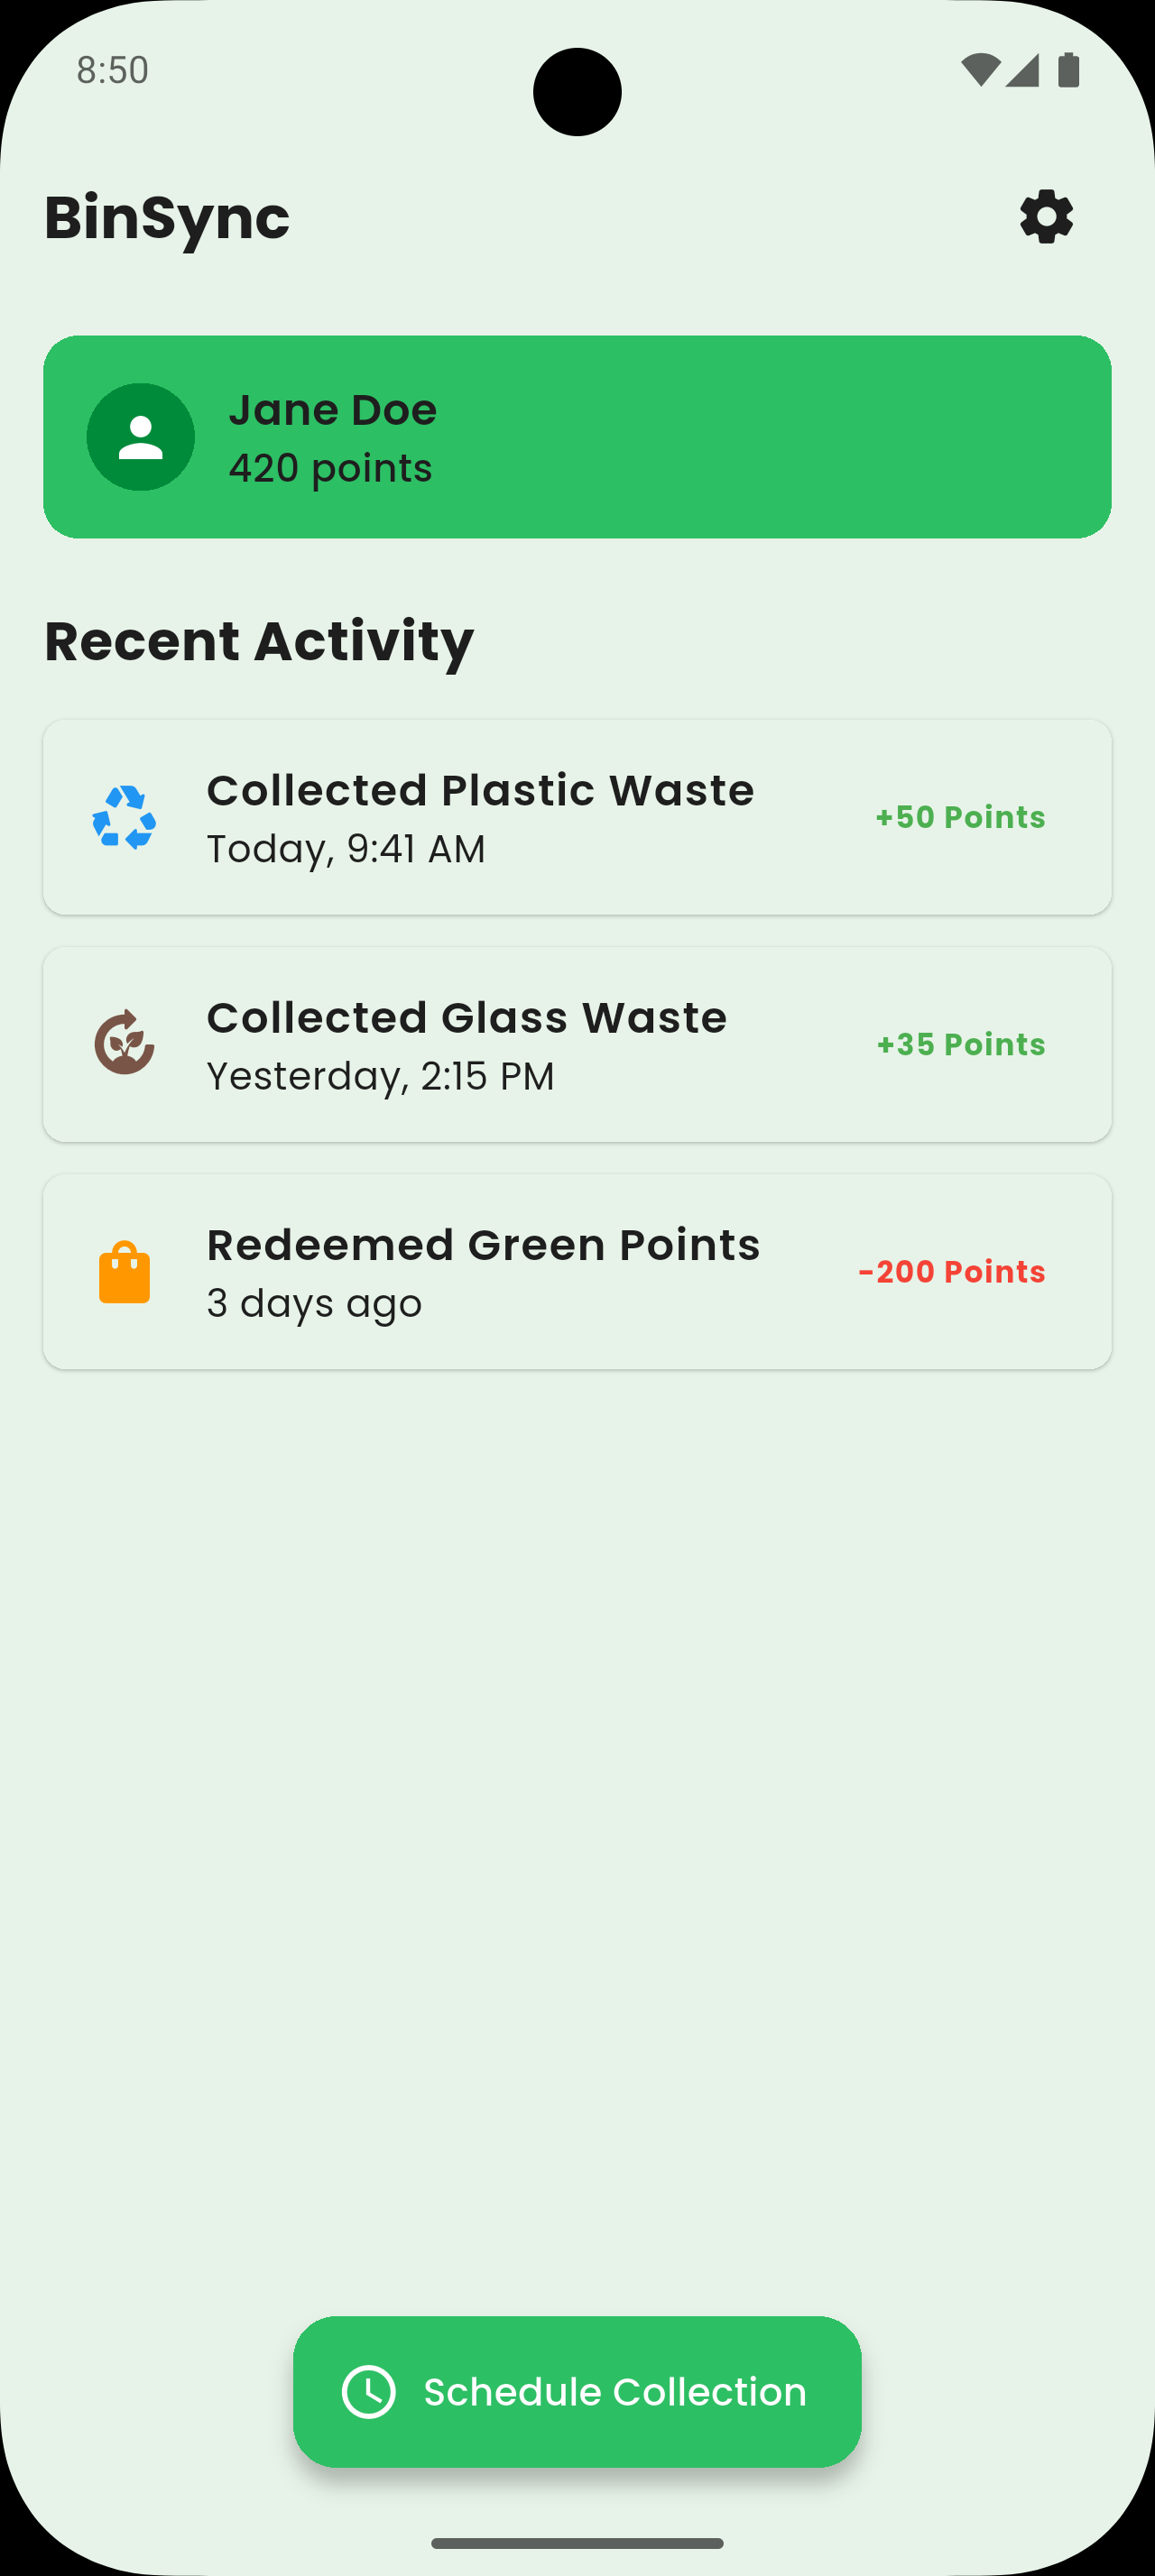 8:50
BinSync
Jane Doe
420 points
Recent Activity
Collected Plastic Waste
Today, 9:41 AM
+50 Points
Collected Glass Waste
Yesterday, 2:15 PM
+35 Points
Redeemed Green Points
3 days ago
-200 Points
Schedule Collection